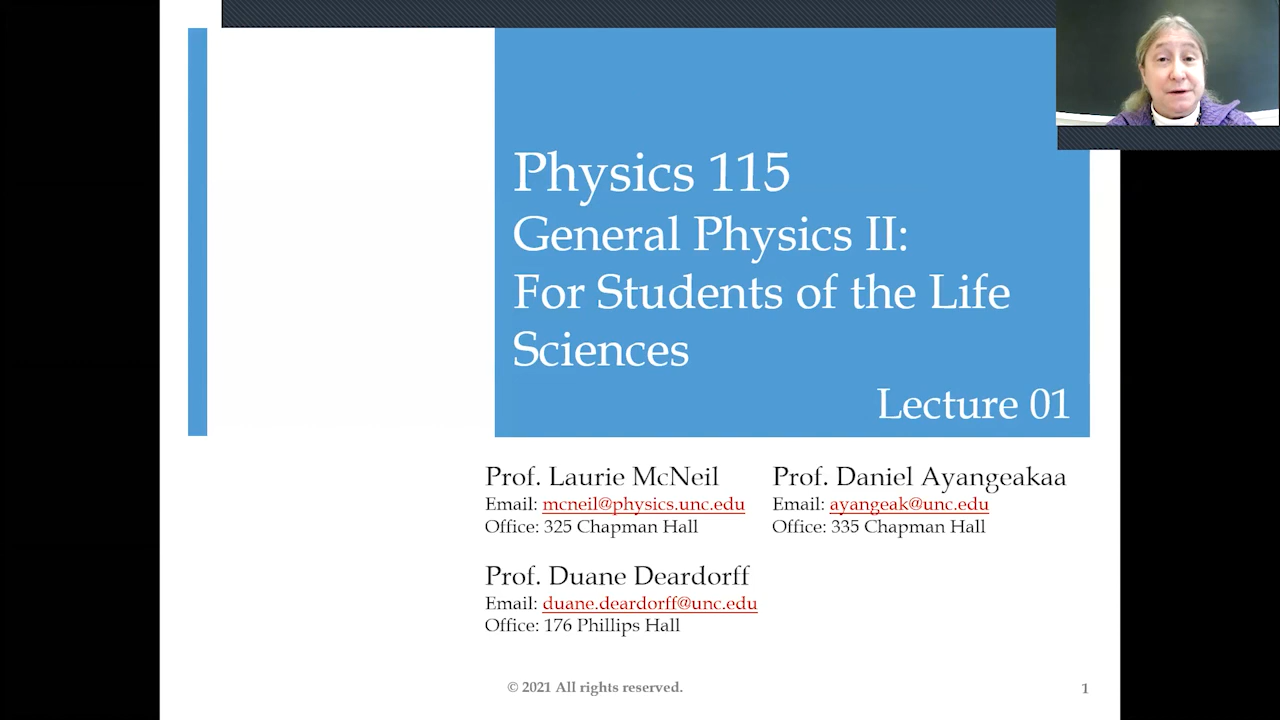 Physics 115
General Physics II:
For Students of the Life
Sciences
Lecture 01
Prof. Laurie McNeil
Email: mcneil@physics.unc.edu
Office: 325 Chapman Hall
Prof. Daniel Ayangeakaa
Email: ayangeak@unc.edu
Office: 335 Chapman Hall
Prof. Duane Deardorff
Email: duane.deardorff@unc.edu
Office: 176 Phillips Hall
© 2021 All rights reserved.
1